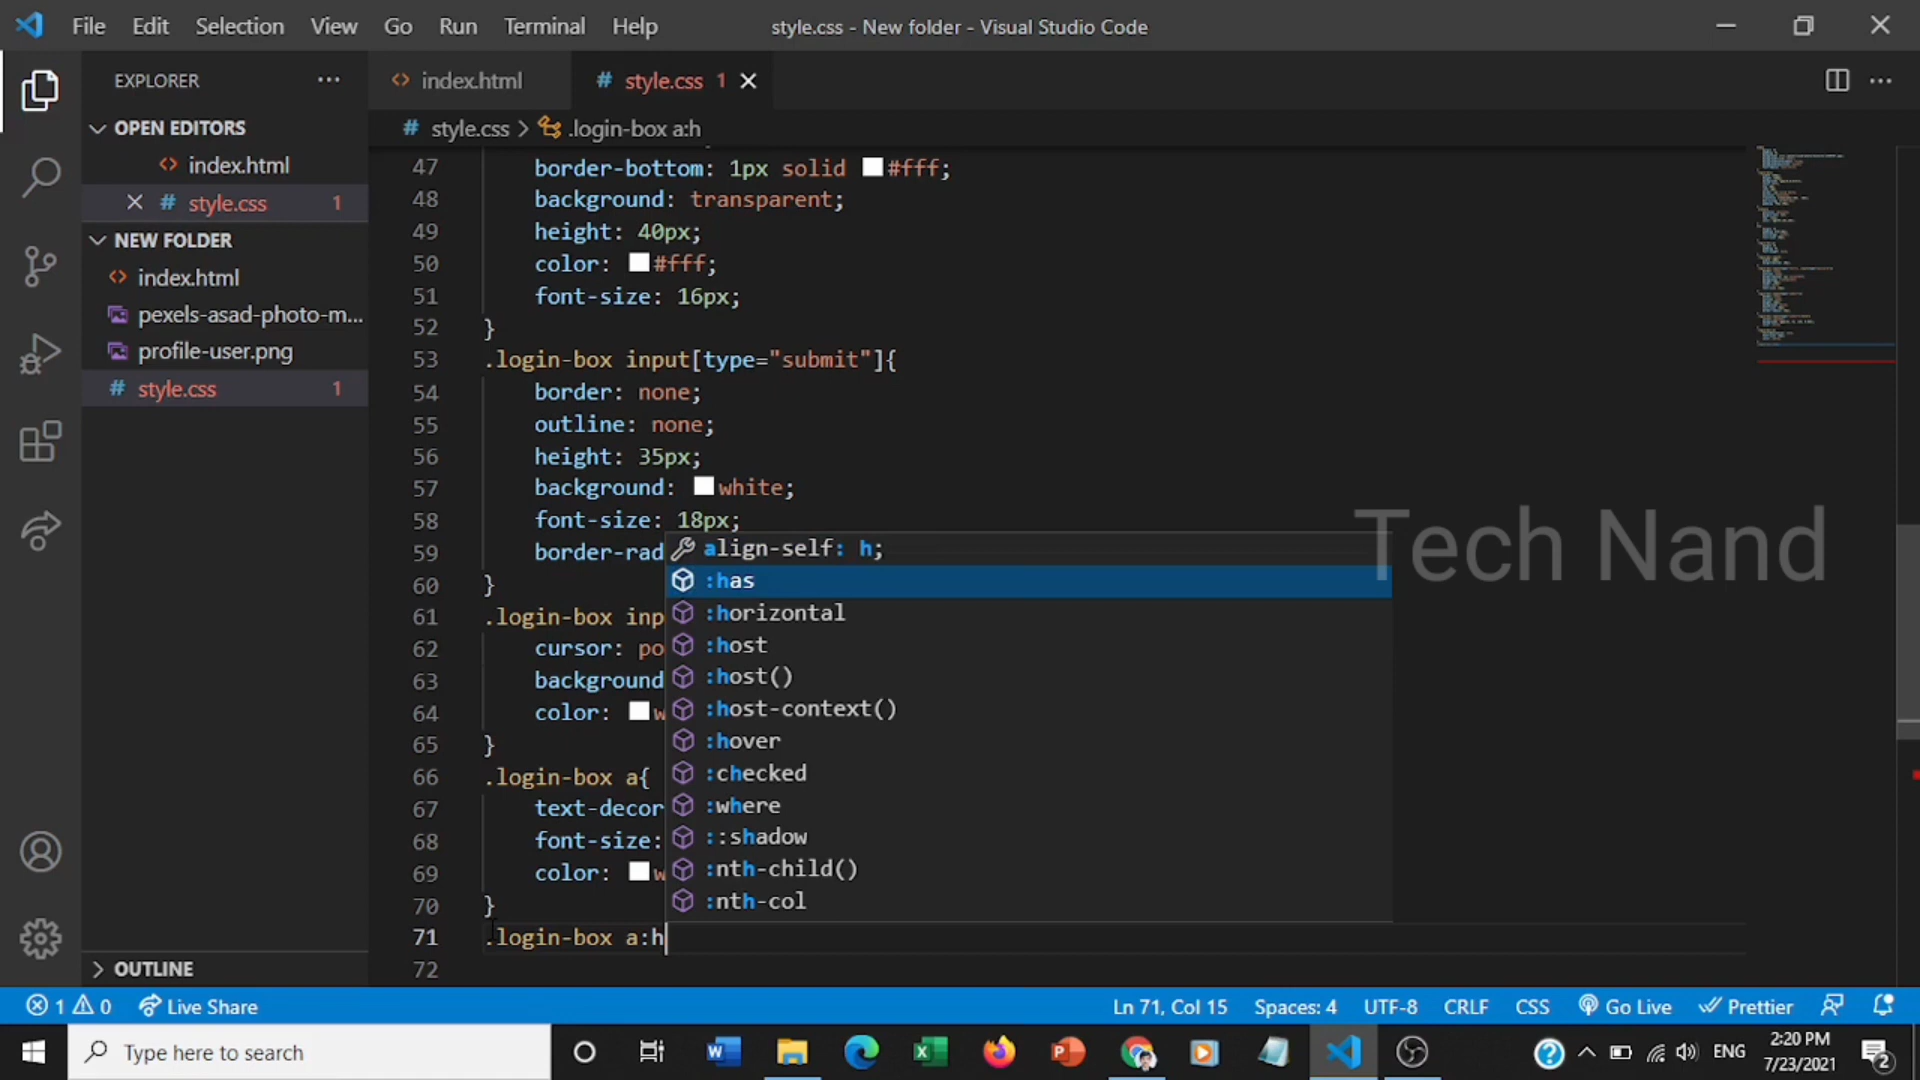 File Edit Selection View Go Run Terminal Help style.css - New folder - Visual Studio Code
EXPLORER
OPEN EDITORS
index.html
style.css 1
NEW FOLDER
index.html
pexels-asad-photo-m...
profile-user.png
style.css 1
OUTLINE
index.html style.css 1
style.css > .login-box a:h
47 border-bottom: 1px solid #fff;
48 background: transparent;
49 height: 40px;
50 color: #fff;
51 font-size: 16px;
52 }
53 .login-box input[type="submit"]{
54 border: none;
55 outline: none;
56 height: 35px;
57 background: white;
58 font-size: 18px;
59 border-rad
60 }
61 .login-box inp
62 cursor: po
63 background
64 color: w
65 }
66 .login-box a{
67 text-decor
68 font-size:
69 color: w
70 }
71 .login-box a:h
72
align-self: h;
:has
:horizontal
:host
:host()
:host-context()
:hover
:checked
:where
::shadow
:nth-child()
:nth-col
Tech Nand
1 0 Live Share Ln 71, Col 15 Spaces: 4 UTF-8 CRLF CSS Go Live Prettier
Type here to search
ENG
2:20 PM
7/23/2021
2